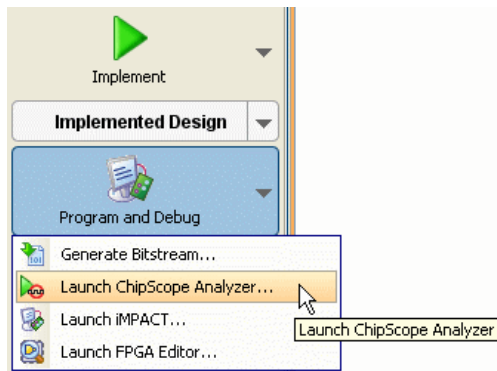 Implement
Implemented Design
Program and Debug
Generate Bitstream...
Launch ChipScope Analyzer...
Launch iMPACT...
Launch ChipScope Analyzer
Launch FPGA Editor...